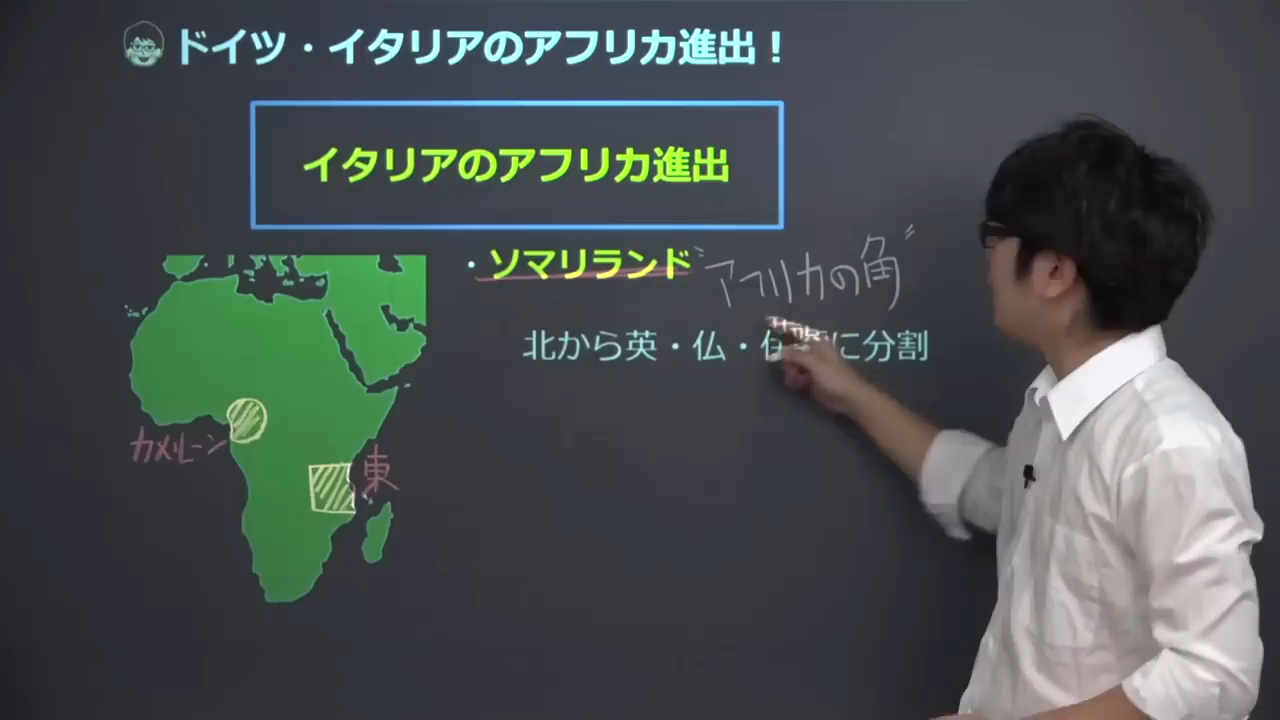 ドイツ・イタリアのアフリカ進出！
イタリアのアフリカ進出
・ソマリランド "アフリカの角"
北から英・仏・伊 に分割
カメルーン
東